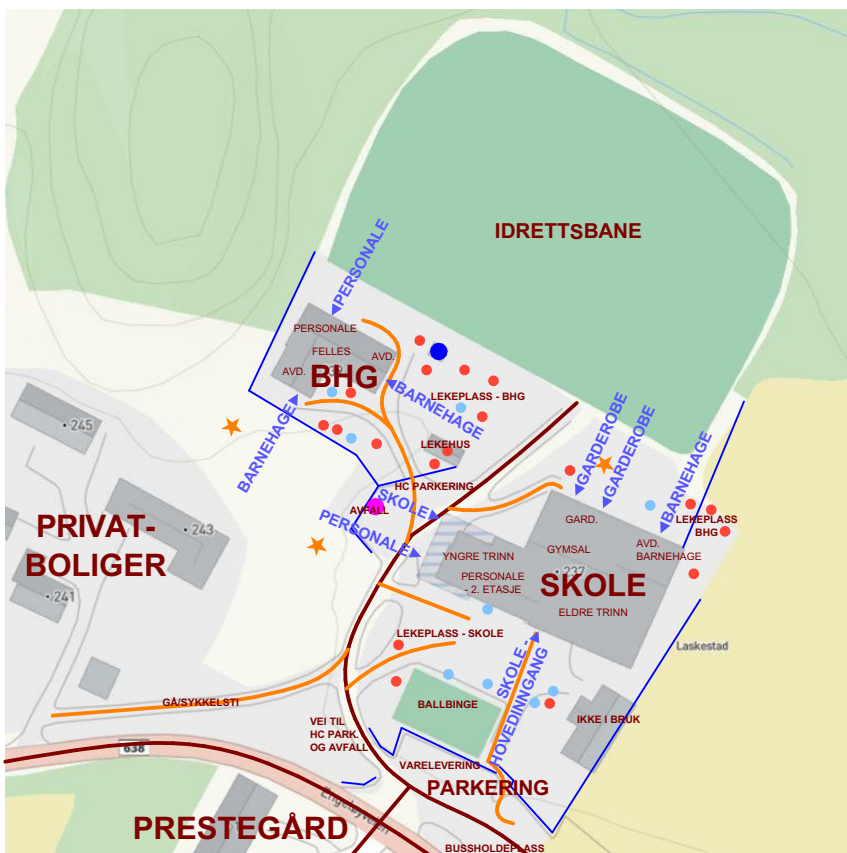 IDRETTSBANE
PERSONALE
PERSONALE
FELLES
AVD.
AVD.
BHG
BARNEHAGE
LEKEPLASS - BHG
BARNEHAGE
LEKEHUS
HC PARKERING
AVFALL
SKOLE
PERSONALE
GARDEROBE
GARDEROBE
BARNEHAGE
LEKEPLASS
BHG
GARD.
GYMSAL
AVD.
BARNEHAGE
YNGRE TRINN
PERSONALE
- 2. ETASJE
237
SKOLE
ELDRE TRINN
245
243
241
PRIVAT-
BOLIGER
Laskestad
LEKEPLASS - SKOLE
SKOLE -
HOVEDINNGANG
GÅ/SYKKELSTI
BALLBINGE
IKKE I BRUK
VEI TIL
HC PARK.
OG AVFALL
638
VARELEVERING
PARKERING
Engeløyveien
PRESTEGÅRD
BUSSHOLDEPLASS